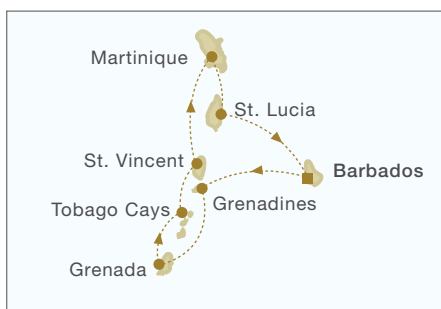 Martinique
St. Lucia
St. Vincent
Barbados
Grenadines
Tobago Cays
Grenada